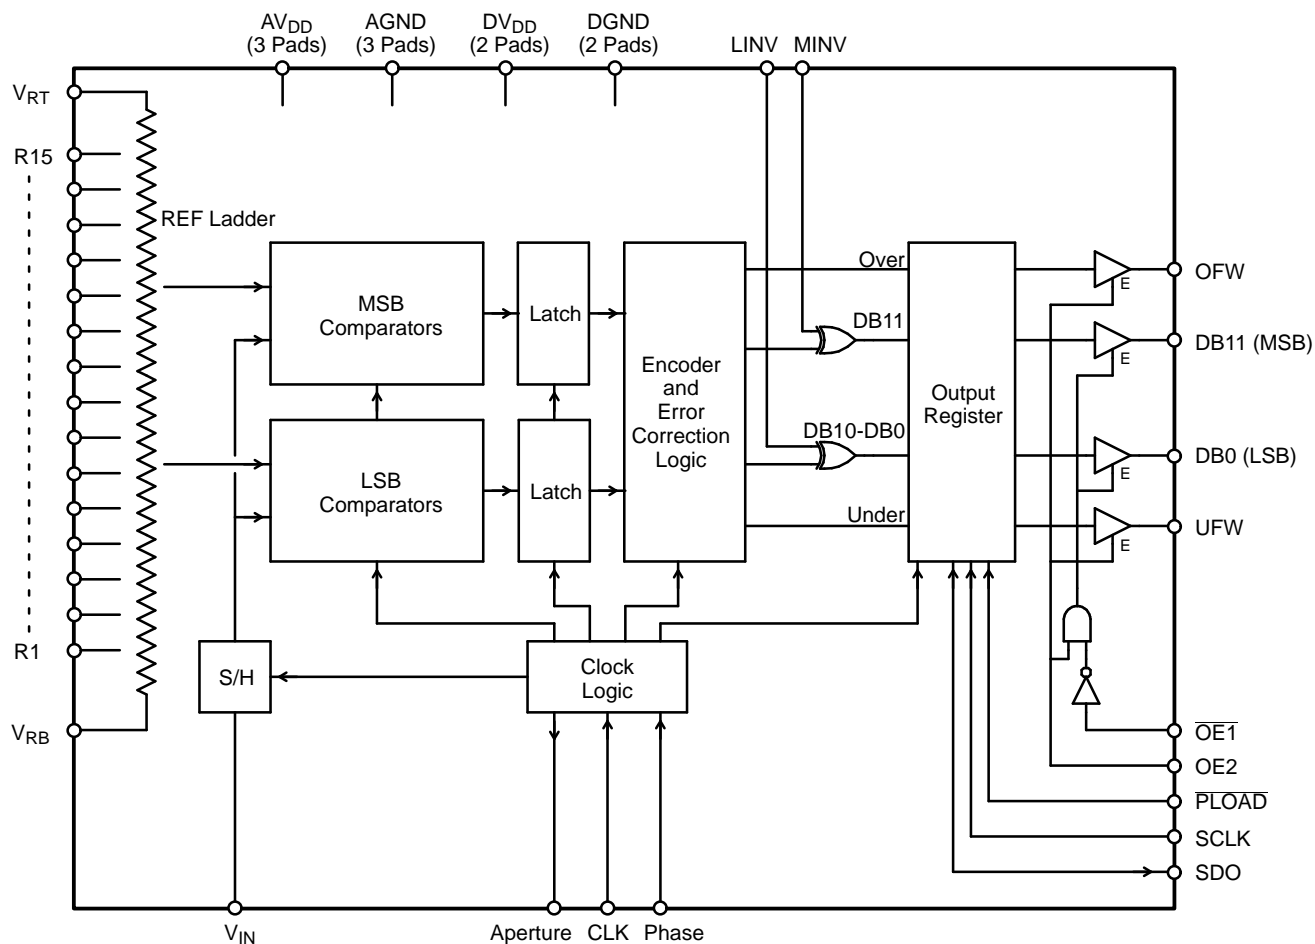 AVDD
(3 Pads)
AGND
(3 Pads)
DVDD
(2 Pads)
DGND
(2 Pads)
LINV
MINV
VRT
R15
REF Ladder
MSB
Comparators
Latch
Encoder
and
Error
Correction
Logic
Over
DB11
DB10-DB0
Under
Output
Register
E
OFW
E
DB11 (MSB)
E
DB0 (LSB)
E
UFW
LSB
Comparators
Latch
R1
VRB
S/H
Clock
Logic
OE1
OE2
PLOAD
SCLK
SDO
VIN
Aperture
CLK
Phase